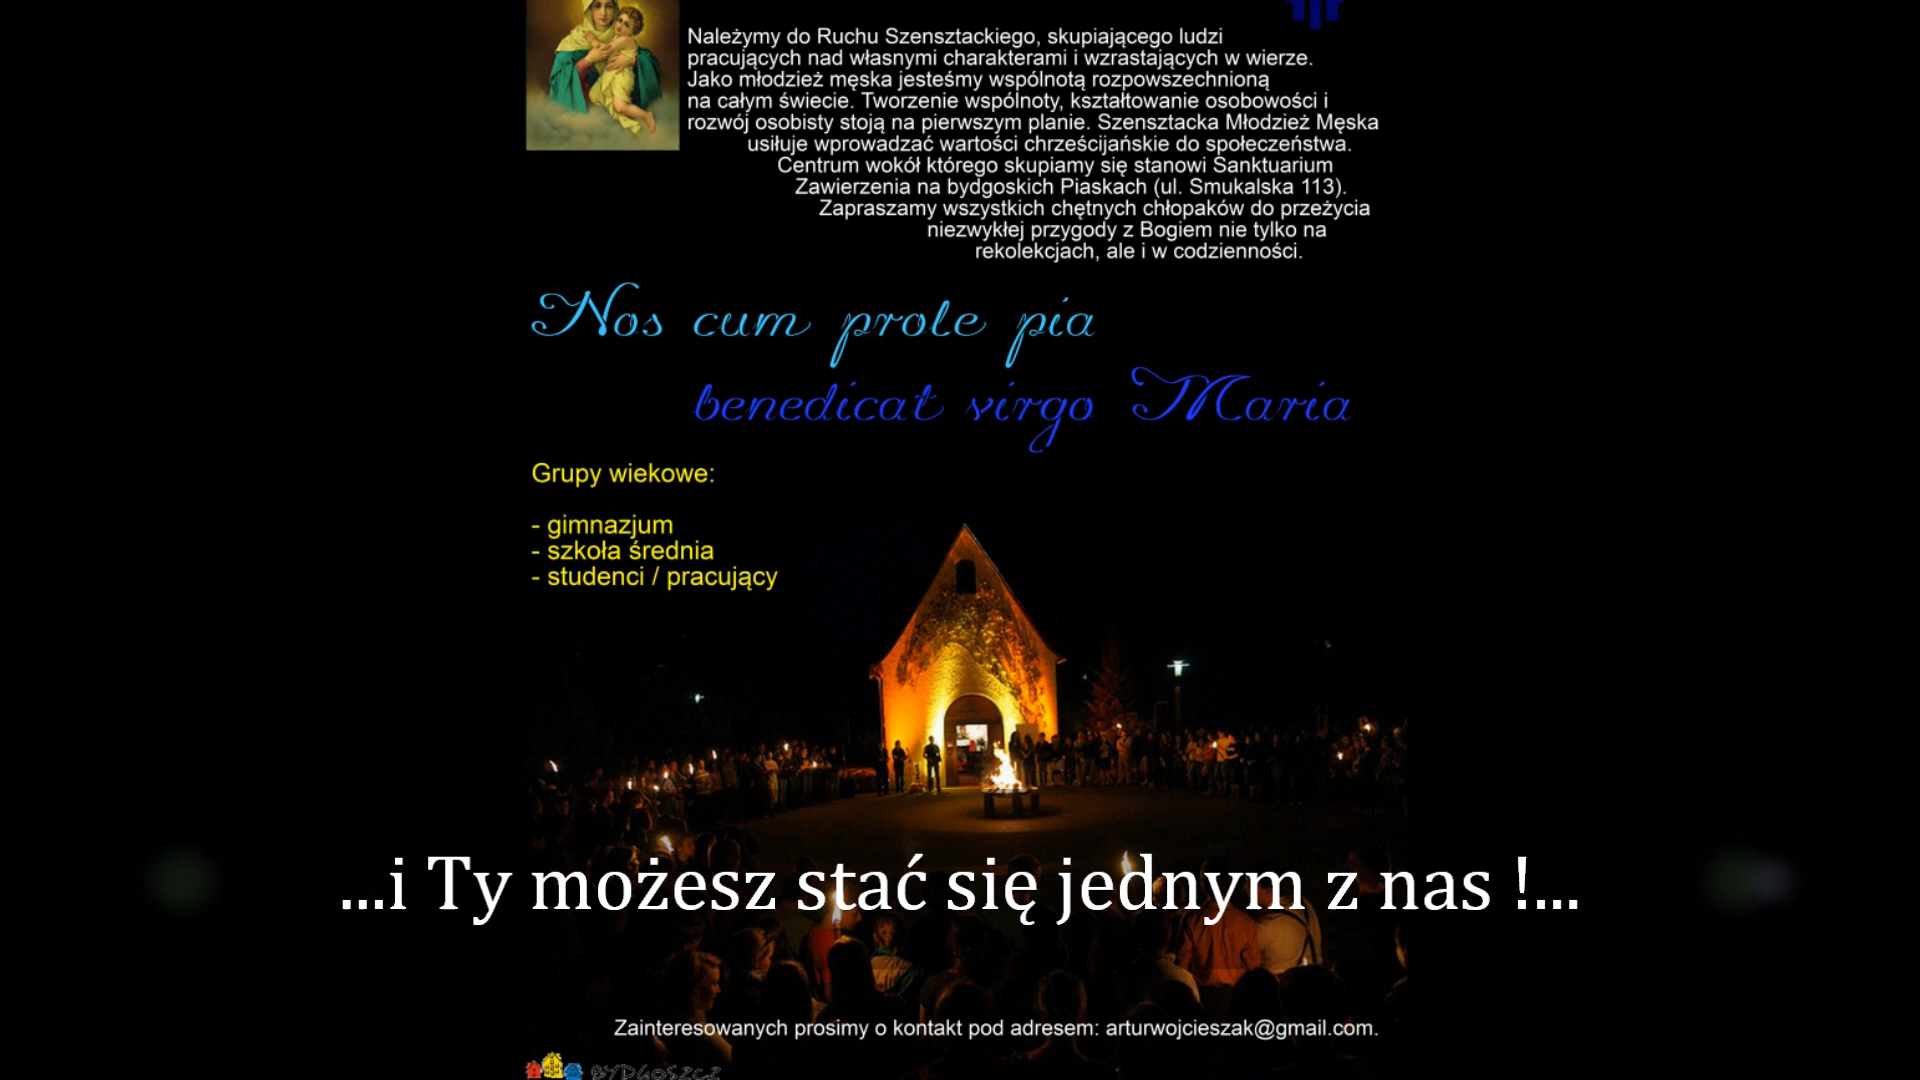 Należymy do Ruchu Szensztackiego, skupiającego ludzi
pracujących nad własnymi charakterami i wzrastających w wierze.
Jako młodzież męska jesteśmy wspólnotą rozpowszechnioną
na całym świecie. Tworzenie wspólnoty, kształtowanie osobowości i
rozwój osobisty stoją na pierwszym planie. Szensztacka Młodzież Męska
usiłuje wprowadzać wartości chrześcijańskie do społeczeństwa.
Centrum wokół którego skupiamy się stanowi Sanktuarium
Zawierzenia na bydgoskich Piaskach (ul. Smukalska 113).
Zapraszamy wszystkich chętnych chłopaków do przeżycia
niezwykłej przygody z Bogiem nie tylko na
rekolekcjach, ale i w codzienności.
Nos cum prole pia
benedicat virgo Maria
Grupy wiekowe:
- gimnazjum
- szkoła średnia
- studenci / pracujący
...i Ty możesz stać się jednym z nas !...
Zainteresowanych prosimy o kontakt pod adresem: arturwojcieszak@gmail.com.
BYDGOSZCZ